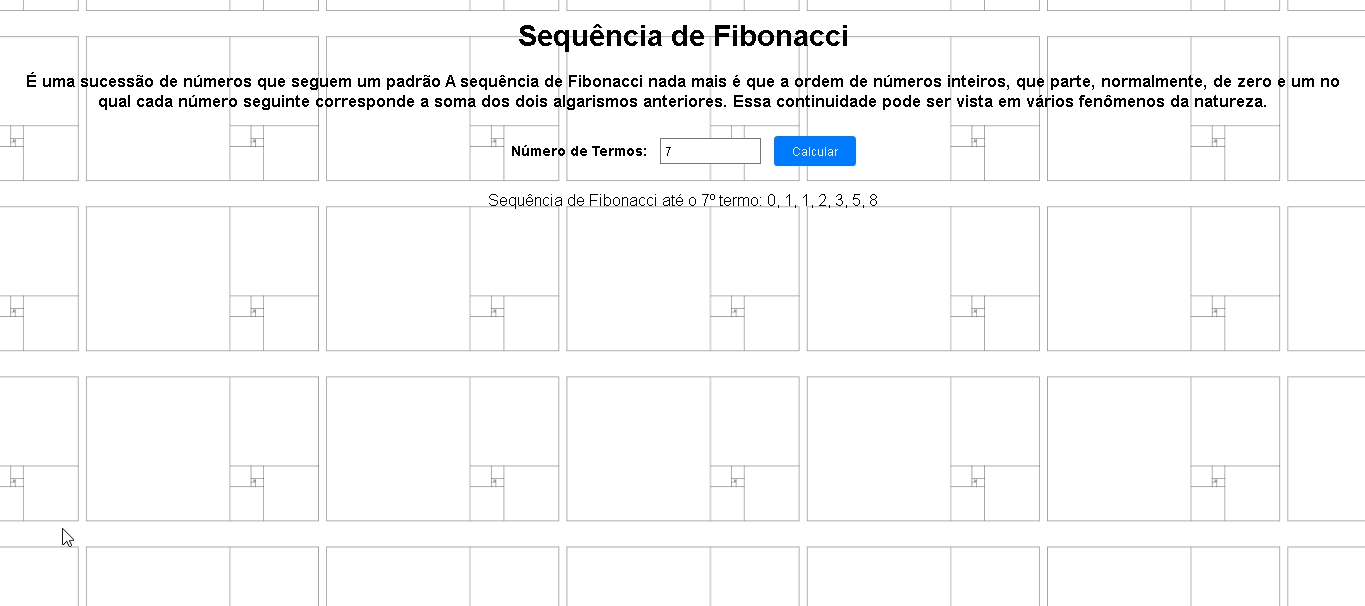 Sequência de Fibonacci
É uma sucessão de números que seguem um padrão A sequência de Fibonacci nada mais é que a ordem de números inteiros, que parte, normalmente, de zero e um no
qual cada número seguinte corresponde a soma dos dois algarismos anteriores. Essa continuidade pode ser vista em vários fenômenos da natureza.
Número de Termos: 7 Calcular
Sequência de Fibonacci até o 7º termo: 0, 1, 1, 2, 3, 5, 8